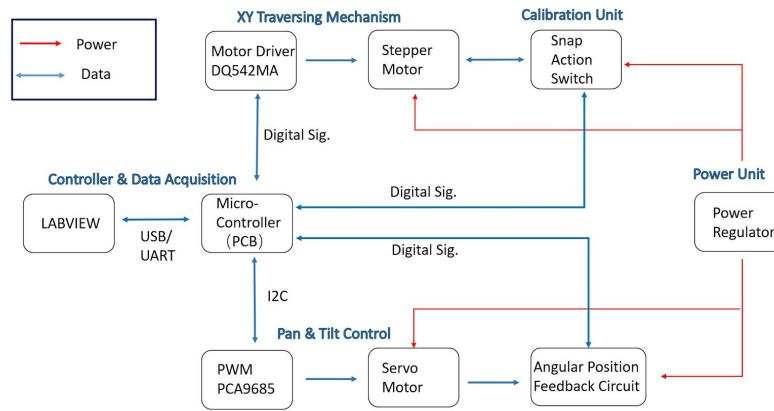 XY Traversing Mechanism
Calibration Unit
Power
Data
Motor Driver
DQ542MA
Stepper
Motor
Snap
Action
Switch
Digital Sig.
Controller & Data Acquisition
Power Unit
LABVIEW
USB/
UART
Micro-
Controller
（PCB）
Digital Sig.
Digital Sig.
Power
Regulator
I2C
Pan & Tilt Control
PWM
PCA9685
Servo
Motor
Angular Position
Feedback Circuit